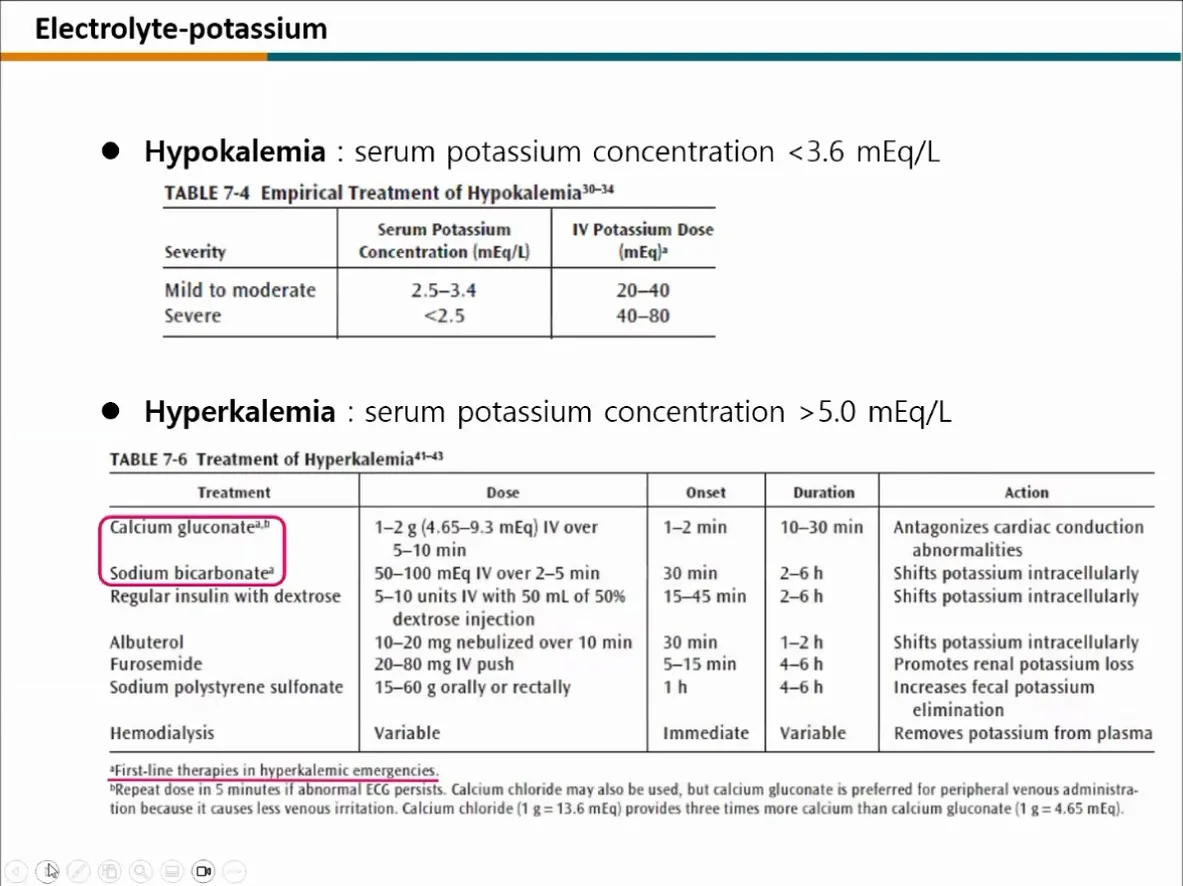 Electrolyte-potassium
● Hypokalemia : serum potassium concentration <3.6 mEq/L
TABLE 7-4 Empirical Treatment of Hypokalemia³⁰⁻³⁴
Serum Potassium IV Potassium Dose
Severity Concentration (mEq/L) (mEq)ᵃ
Mild to moderate 2.5–3.4 20–40
Severe <2.5 40–80
● Hyperkalemia : serum potassium concentration >5.0 mEq/L
TABLE 7-6 Treatment of Hyperkalemia⁴¹⁻⁴³
Treatment Dose Onset Duration Action
Calcium gluconateᵃ,ᵇ 1–2 g (4.65–9.3 mEq) IV over 1–2 min 10–30 min Antagonizes cardiac conduction
5–10 min abnormalities
Sodium bicarbonateᵃ 50–100 mEq IV over 2–5 min 30 min 2–6 h Shifts potassium intracellularly
Regular insulin with dextrose 5–10 units IV with 50 mL of 50% 15–45 min 2–6 h Shifts potassium intracellularly
dextrose injection
Albuterol 10–20 mg nebulized over 10 min 30 min 1–2 h Shifts potassium intracellularly
Furosemide 20–80 mg IV push 5–15 min 4–6 h Promotes renal potassium loss
Sodium polystyrene sulfonate 15–60 g orally or rectally 1 h 4–6 h Increases fecal potassium
elimination
Hemodialysis Variable Immediate Variable Removes potassium from plasma
ᵃFirst-line therapies in hyperkalemic emergencies.
ᵇRepeat dose in 5 minutes if abnormal ECG persists. Calcium chloride may also be used, but calcium gluconate is preferred for peripheral venous administra-
tion because it causes less venous irritation. Calcium chloride (1 g = 13.6 mEq) provides three times more calcium than calcium gluconate (1 g = 4.65 mEq).